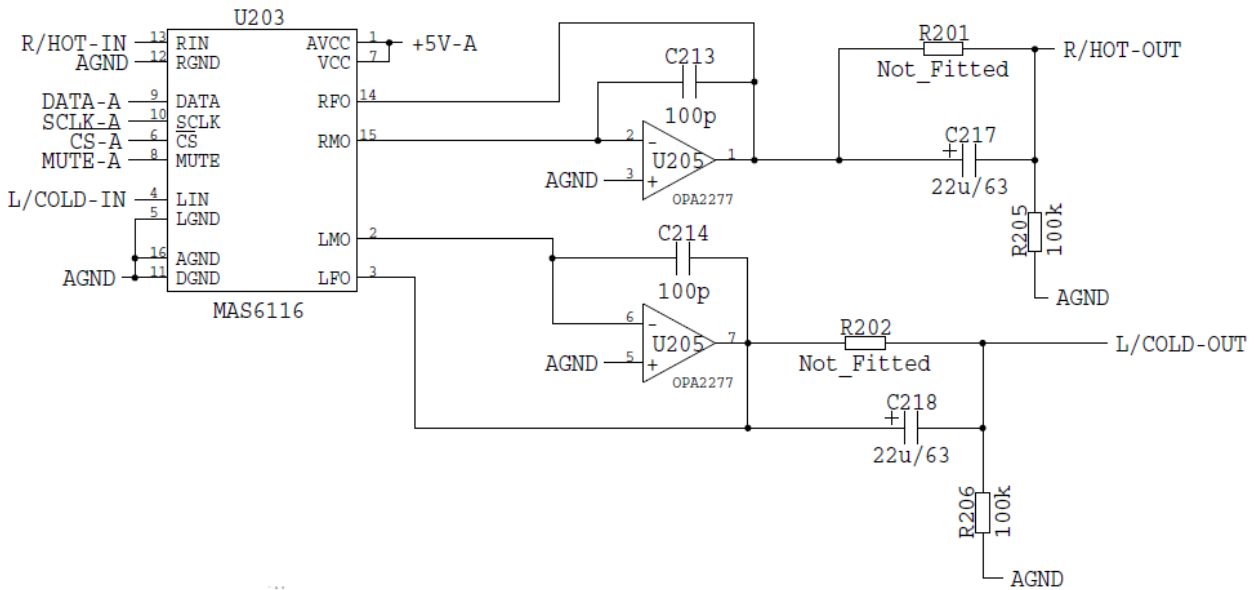 U203
R/HOT-IN 13 RIN AVCC 1 +5V-A
AGND 12 RGND VCC 7
DATA-A 9 DATA RFO 14
SCLK-A 10 SCLK
CS-A 6 CS RMO 15
MUTE-A 8 MUTE
L/COLD-IN 4 LIN
5 LGND
LMO 2
16 AGND
AGND 11 DGND LFO 3
MAS6116
C213
100p
2 -
U205 1
AGND 3 +
OPA2277
R201
Not_Fitted
R/HOT-OUT
C217
+
22u/63
R205
100k
AGND
C214
100p
6 -
U205 7
AGND 5 +
OPA2277
R202
Not_Fitted
L/COLD-OUT
C218
+
22u/63
R206
100k
AGND